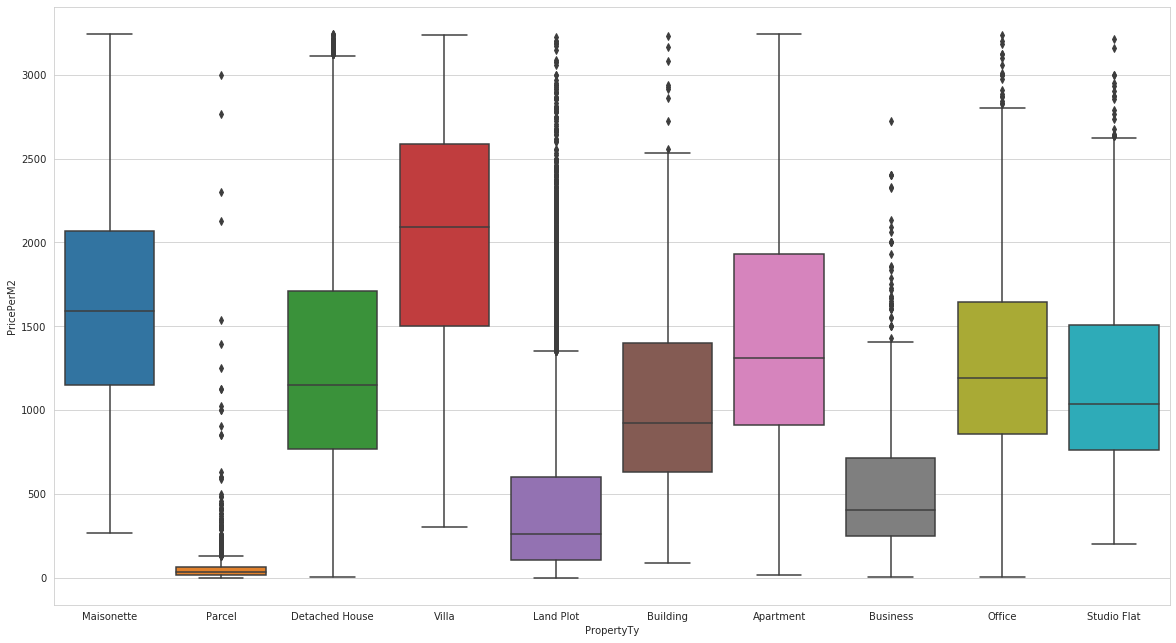 PricePerM2
3000
2500
2000
1500
1000
500
0
Maisonette Parcel Detached House Villa Land Plot Building Apartment Business Office Studio Flat
PropertyTy